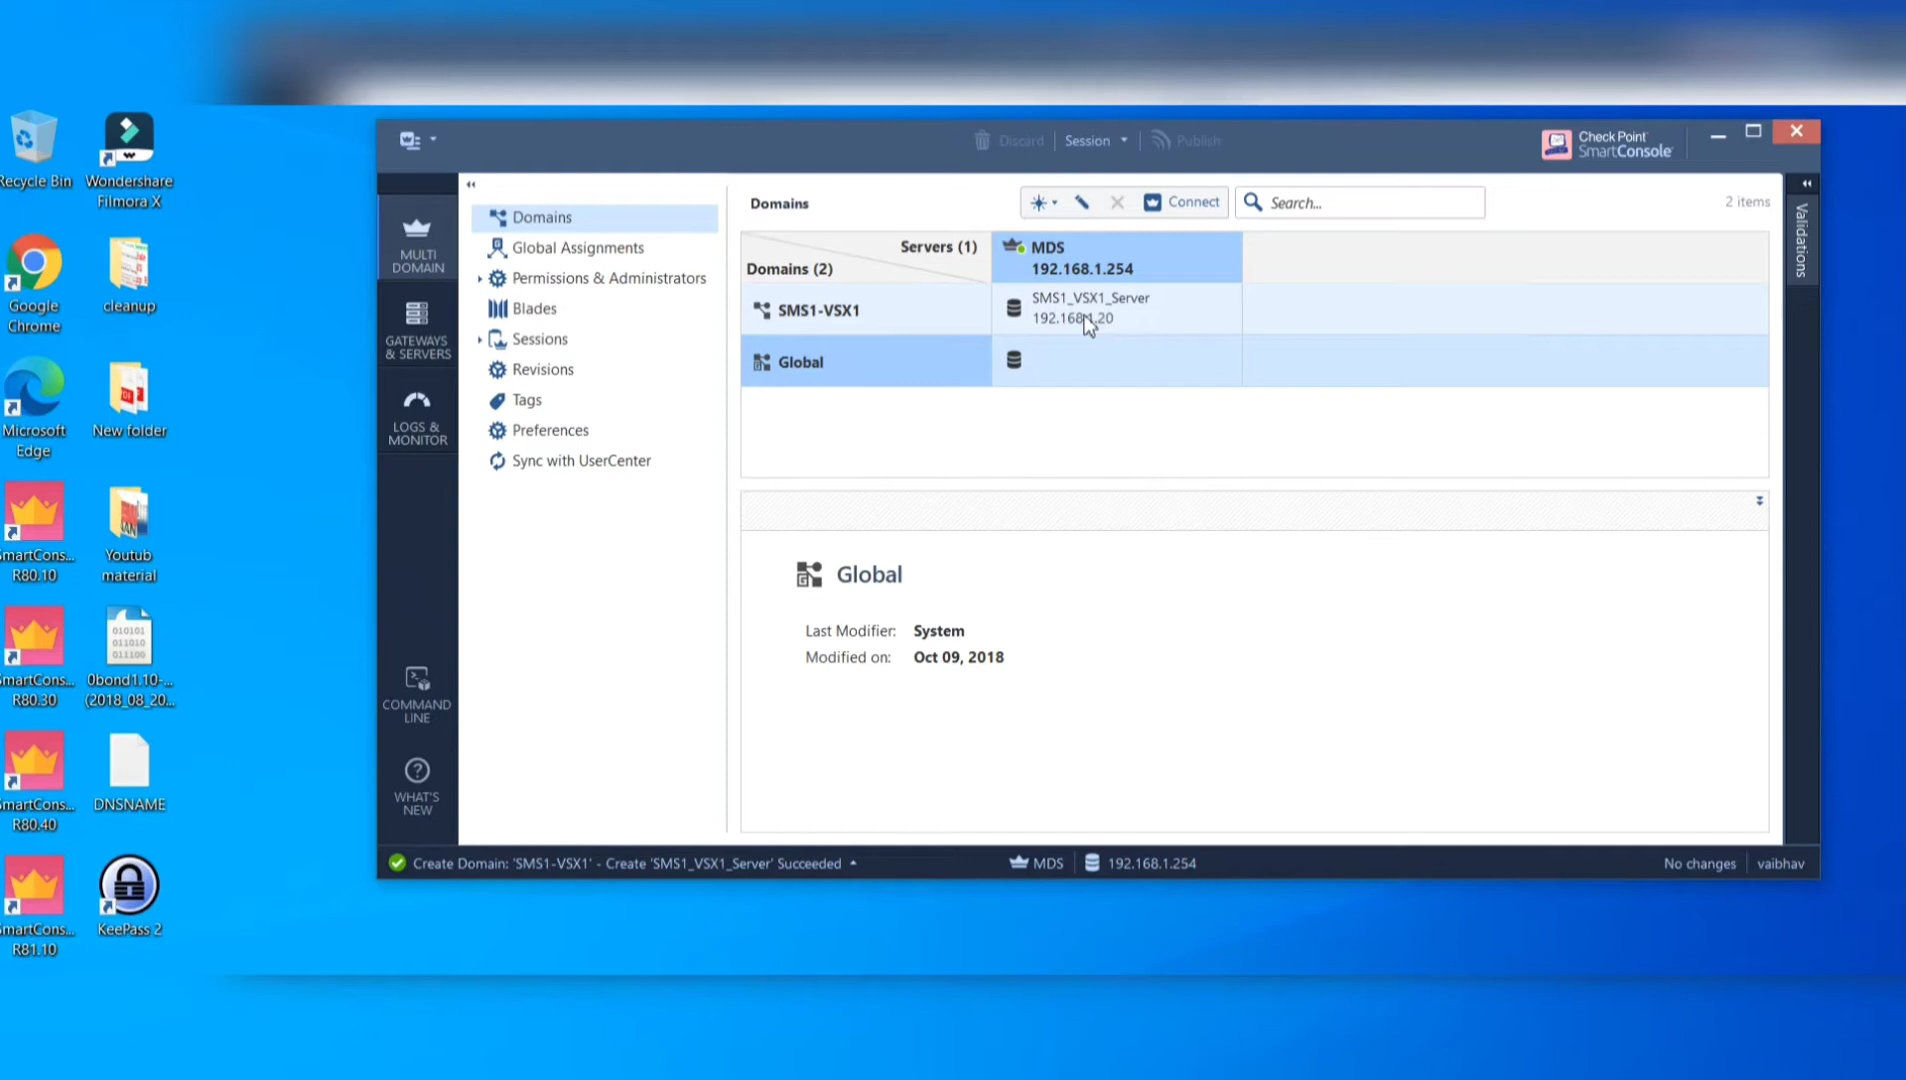 Recycle Bin
Wondershare
Filmora X
Google
Chrome
cleanup
Microsoft
Edge
New folder
SmartCons...
R80.10
Youtub
material
SmartCons...
R80.30
0bond1.10-...
(2018_08_20...
SmartCons...
R80.40
DNSNAME
SmartCons...
R81.10
KeePass 2
Discard
Session
Publish
Check Point
SmartConsole
MULTI
DOMAIN
GATEWAYS
& SERVERS
LOGS &
MONITOR
COMMAND
LINE
WHAT'S
NEW
Domains
Global Assignments
Permissions & Administrators
Blades
Sessions
Revisions
Tags
Preferences
Sync with UserCenter
Domains
Connect
Search...
2 items
Servers (1)
Domains (2)
MDS
192.168.1.254
SMS1-VSX1
SMS1_VSX1_Server
192.168.1.20
Global
Global
Last Modifier: System
Modified on: Oct 09, 2018
Validations
Create Domain: 'SMS1-VSX1' - Create 'SMS1_VSX1_Server' Succeeded
MDS
192.168.1.254
No changes
vaibhav